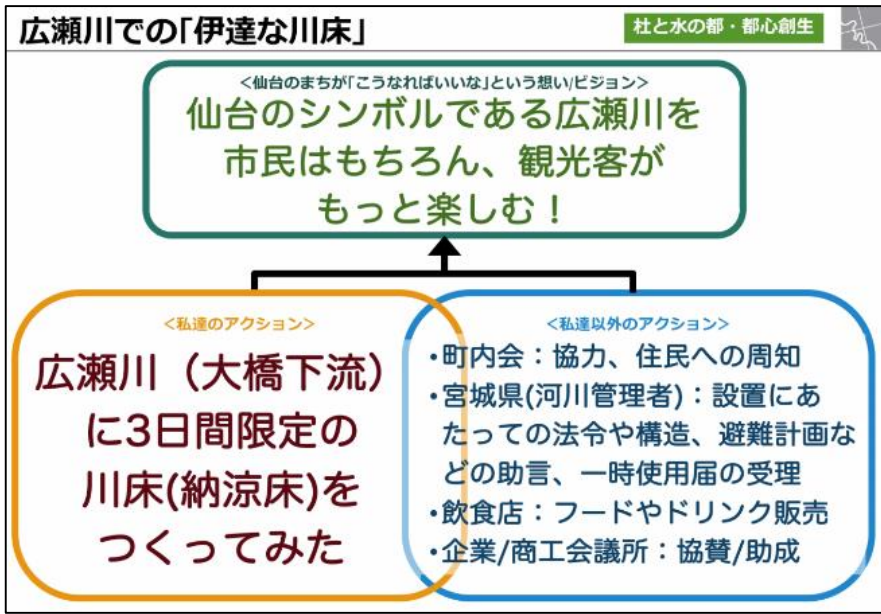 広瀬川での「伊達な川床」
杜と水の都・都心創生
<仙台のまちが「こうなればいいな」という想い/ビジョン>
仙台のシンボルである広瀬川を
市民はもちろん、観光客が
もっと楽しむ！
<私達のアクション>
広瀬川（大橋下流）
に3日間限定の
川床(納涼床)を
つくってみた
<私達以外のアクション>
・町内会：協力、住民への周知
・宮城県(河川管理者)：設置にあ
たっての法令や構造、避難計画な
どの助言、一時使用届の受理
・飲食店：フードやドリンク販売
・企業/商工会議所：協賛/助成